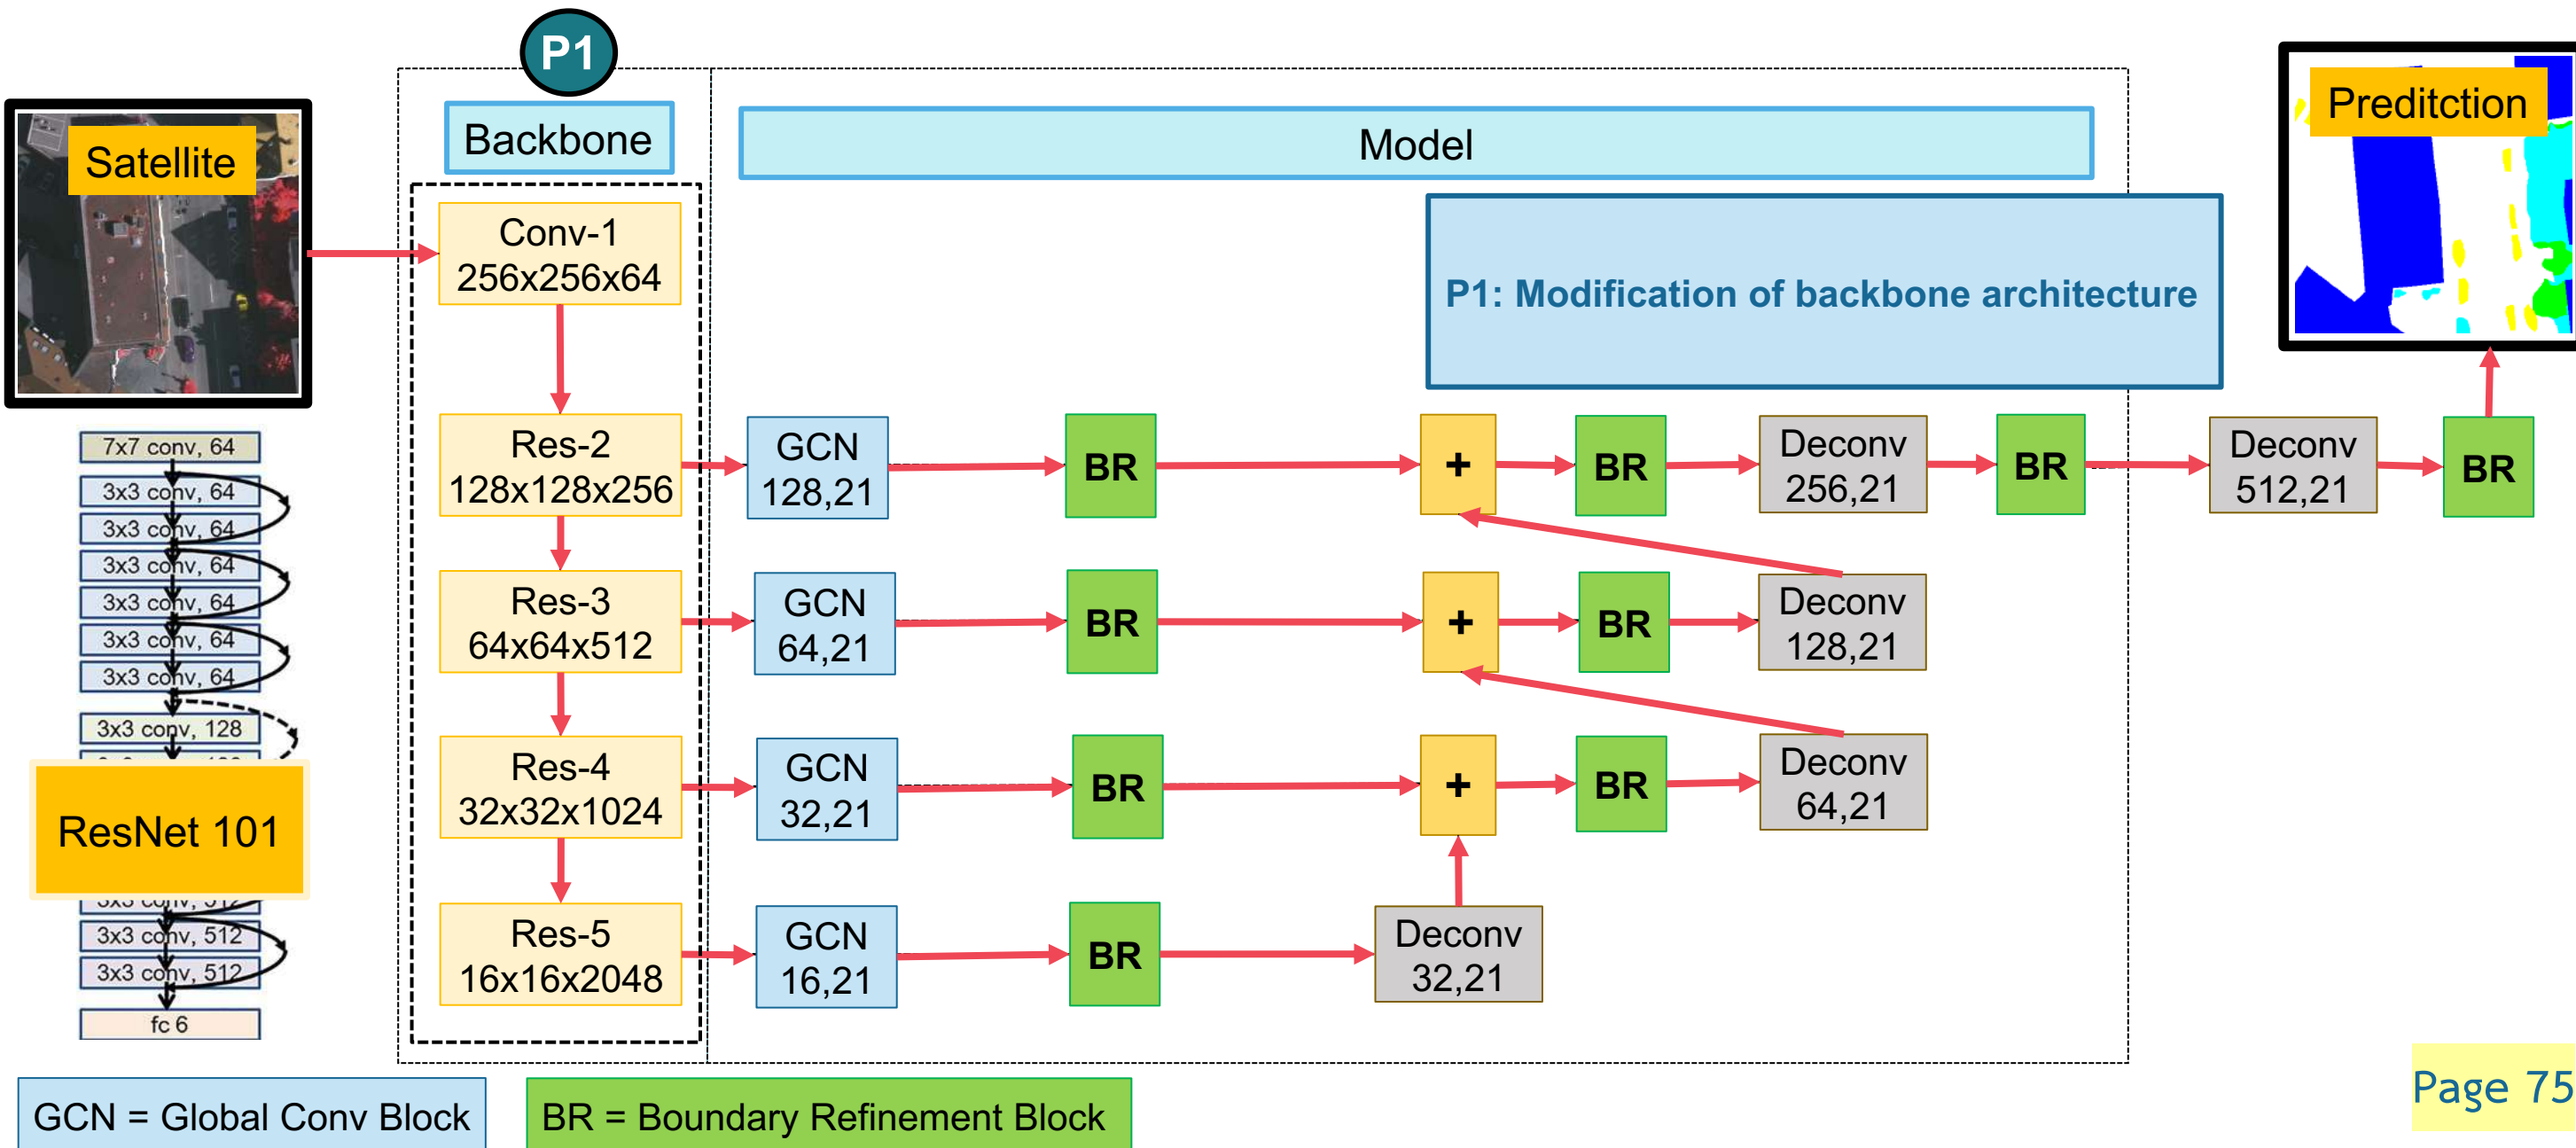 P1
Satellite
Backbone
Model
Preditction
Conv-1
256x256x64
P1: Modification of backbone architecture
Res-2
128x128x256
GCN
128,21
BR
+
BR
Deconv
256,21
BR
Deconv
512,21
BR
Res-3
64x64x512
GCN
64,21
BR
+
BR
Deconv
128,21
Res-4
32x32x1024
GCN
32,21
BR
+
BR
Deconv
64,21
Res-5
16x16x2048
GCN
16,21
BR
Deconv
32,21
7x7 conv, 64
3x3 conv, 64
3x3 conv, 64
3x3 conv, 64
3x3 conv, 64
3x3 conv, 64
3x3 conv, 64
3x3 conv, 128
ResNet 101
3x3 conv, 512
3x3 conv, 512
3x3 conv, 512
fc 6
GCN = Global Conv Block
BR = Boundary Refinement Block
Page 75